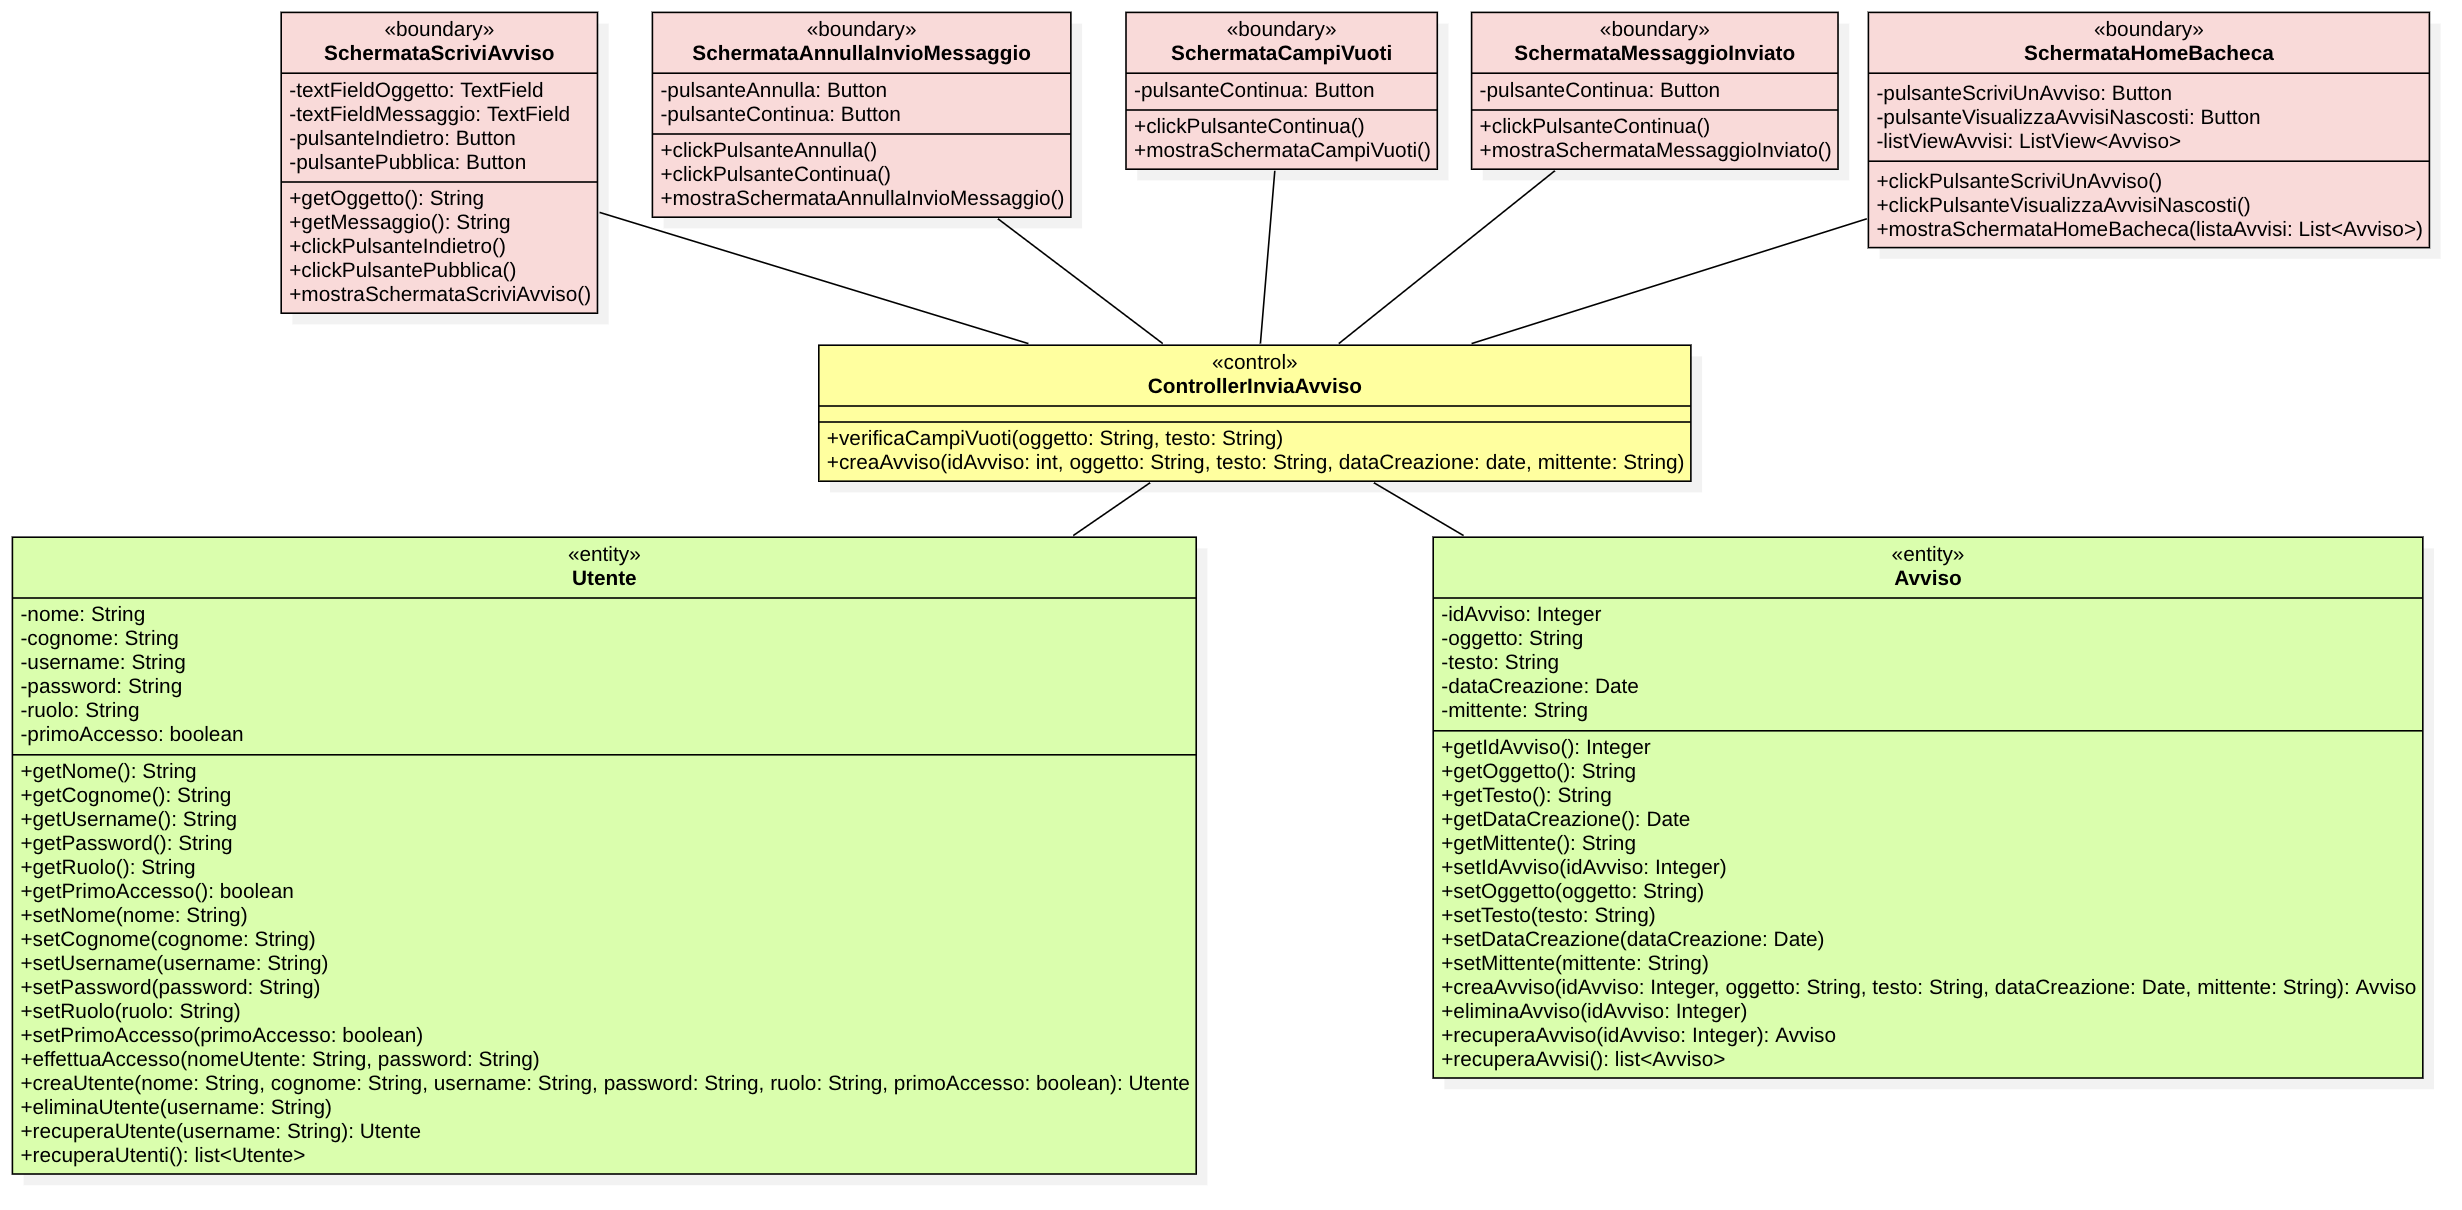 «boundary»
SchermataScriviAvviso
-textFieldOggetto: TextField
-textFieldMessaggio: TextField
-pulsanteIndietro: Button
-pulsantePubblica: Button
+getOggetto(): String
+getMessaggio(): String
+clickPulsanteIndietro()
+clickPulsantePubblica()
+mostraSchermataScriviAvviso()
«boundary»
SchermataAnnullaInvioMessaggio
-pulsanteAnnulla: Button
-pulsanteContinua: Button
+clickPulsanteAnnulla()
+clickPulsanteContinua()
+mostraSchermataAnnullaInvioMessaggio()
«boundary»
SchermataCampiVuoti
-pulsanteContinua: Button
+clickPulsanteContinua()
+mostraSchermataCampiVuoti()
«boundary»
SchermataMessaggioInviato
-pulsanteContinua: Button
+clickPulsanteContinua()
+mostraSchermataMessaggioInviato()
«boundary»
SchermataHomeBacheca
-pulsanteScriviUnAvviso: Button
-pulsanteVisualizzaAvvisiNascosti: Button
-listViewAvvisi: ListView<Avviso>
+clickPulsanteScriviUnAvviso()
+clickPulsanteVisualizzaAvvisiNascosti()
+mostraSchermataHomeBacheca(listaAvvisi: List<Avviso>)
«control»
ControllerInviaAvviso
+verificaCampiVuoti(oggetto: String, testo: String)
+creaAvviso(idAvviso: int, oggetto: String, testo: String, dataCreazione: date, mittente: String)
«entity»
Utente
-nome: String
-cognome: String
-username: String
-password: String
-ruolo: String
-primoAccesso: boolean
+getNome(): String
+getCognome(): String
+getUsername(): String
+getPassword(): String
+getRuolo(): String
+getPrimoAccesso(): boolean
+setNome(nome: String)
+setCognome(cognome: String)
+setUsername(username: String)
+setPassword(password: String)
+setRuolo(ruolo: String)
+setPrimoAccesso(primoAccesso: boolean)
+effettuaAccesso(nomeUtente: String, password: String)
+creaUtente(nome: String, cognome: String, username: String, password: String, ruolo: String, primoAccesso: boolean): Utente
+eliminaUtente(username: String)
+recuperaUtente(username: String): Utente
+recuperaUtenti(): list<Utente>
«entity»
Avviso
-idAvviso: Integer
-oggetto: String
-testo: String
-dataCreazione: Date
-mittente: String
+getIdAvviso(): Integer
+getOggetto(): String
+getTesto(): String
+getDataCreazione(): Date
+getMittente(): String
+setIdAvviso(idAvviso: Integer)
+setOggetto(oggetto: String)
+setTesto(testo: String)
+setDataCreazione(dataCreazione: Date)
+setMittente(mittente: String)
+creaAvviso(idAvviso: Integer, oggetto: String, testo: String, dataCreazione: Date, mittente: String): Avviso
+eliminaAvviso(idAvviso: Integer)
+recuperaAvviso(idAvviso: Integer): Avviso
+recuperaAvvisi(): list<Avviso>